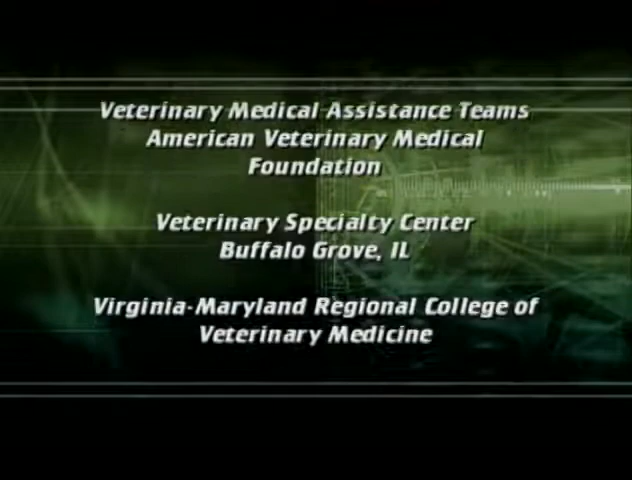 Veterinary Medical Assistance Teams
American Veterinary Medical
Foundation
Veterinary Specialty Center
Buffalo Grove, IL
Virginia-Maryland Regional College of
Veterinary Medicine